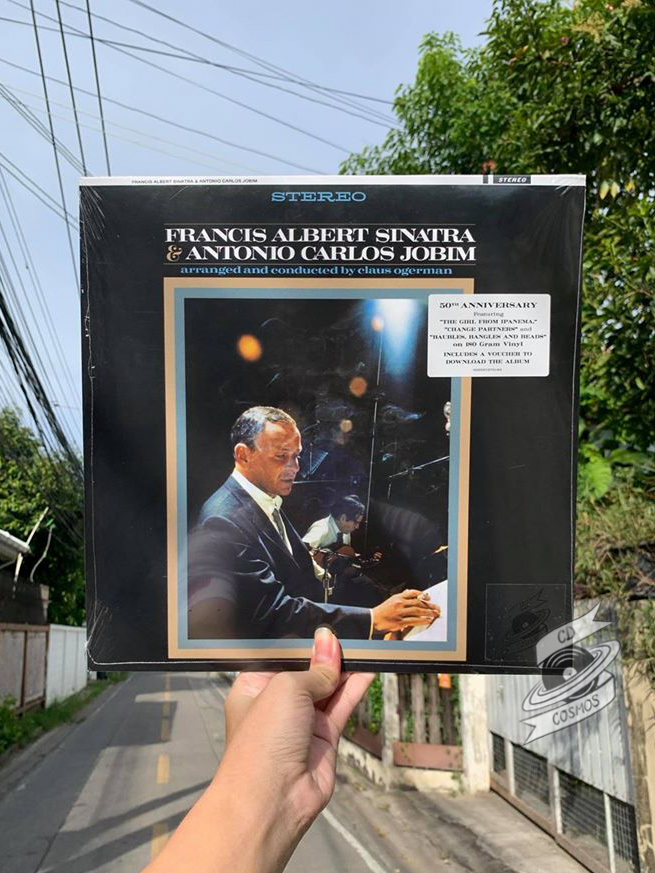 FRANCIS ALBERT SINATRA & ANTONIO CARLOS JOBIM
STEREO
STEREO
FRANCIS ALBERT SINATRA
& ANTONIO CARLOS JOBIM
arranged and conducted by claus ogerman
50TH ANNIVERSARY
Featuring
"THE GIRL FROM IPANEMA,"
"CHANGE PARTNERS" and
"BAUBLES, BANGLES AND BEADS"
on 180 Gram Vinyl
INCLUDES A VOUCHER TO
DOWNLOAD THE ALBUM
CD
COSMOS